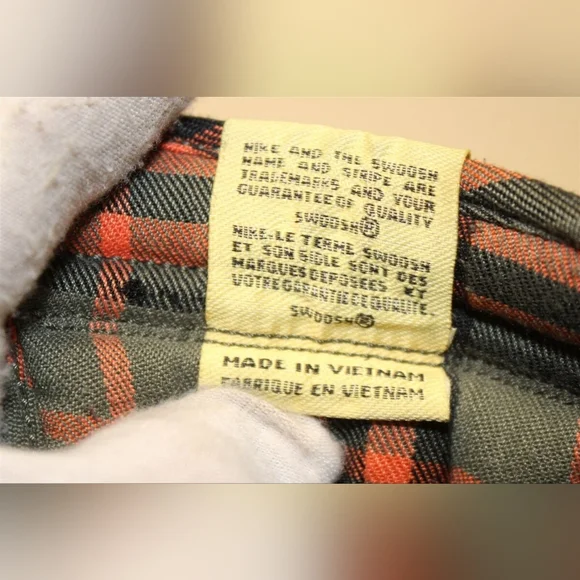 NIKE AND THE SWOOSH
NAME AND STRIPE ARE
TRADEMARKS AND YOUR
GUARANTEE OF QUALITY
SWOOSH®
NIKE·LE TERME SWOOSH
ET SON SIGLE SONT DES
MARQUES DEPOSEES ET
VOTRE GARANTIE DE QUALITE
SWOOSH®
MADE IN VIETNAM
FABRIQUE EN VIETNAM